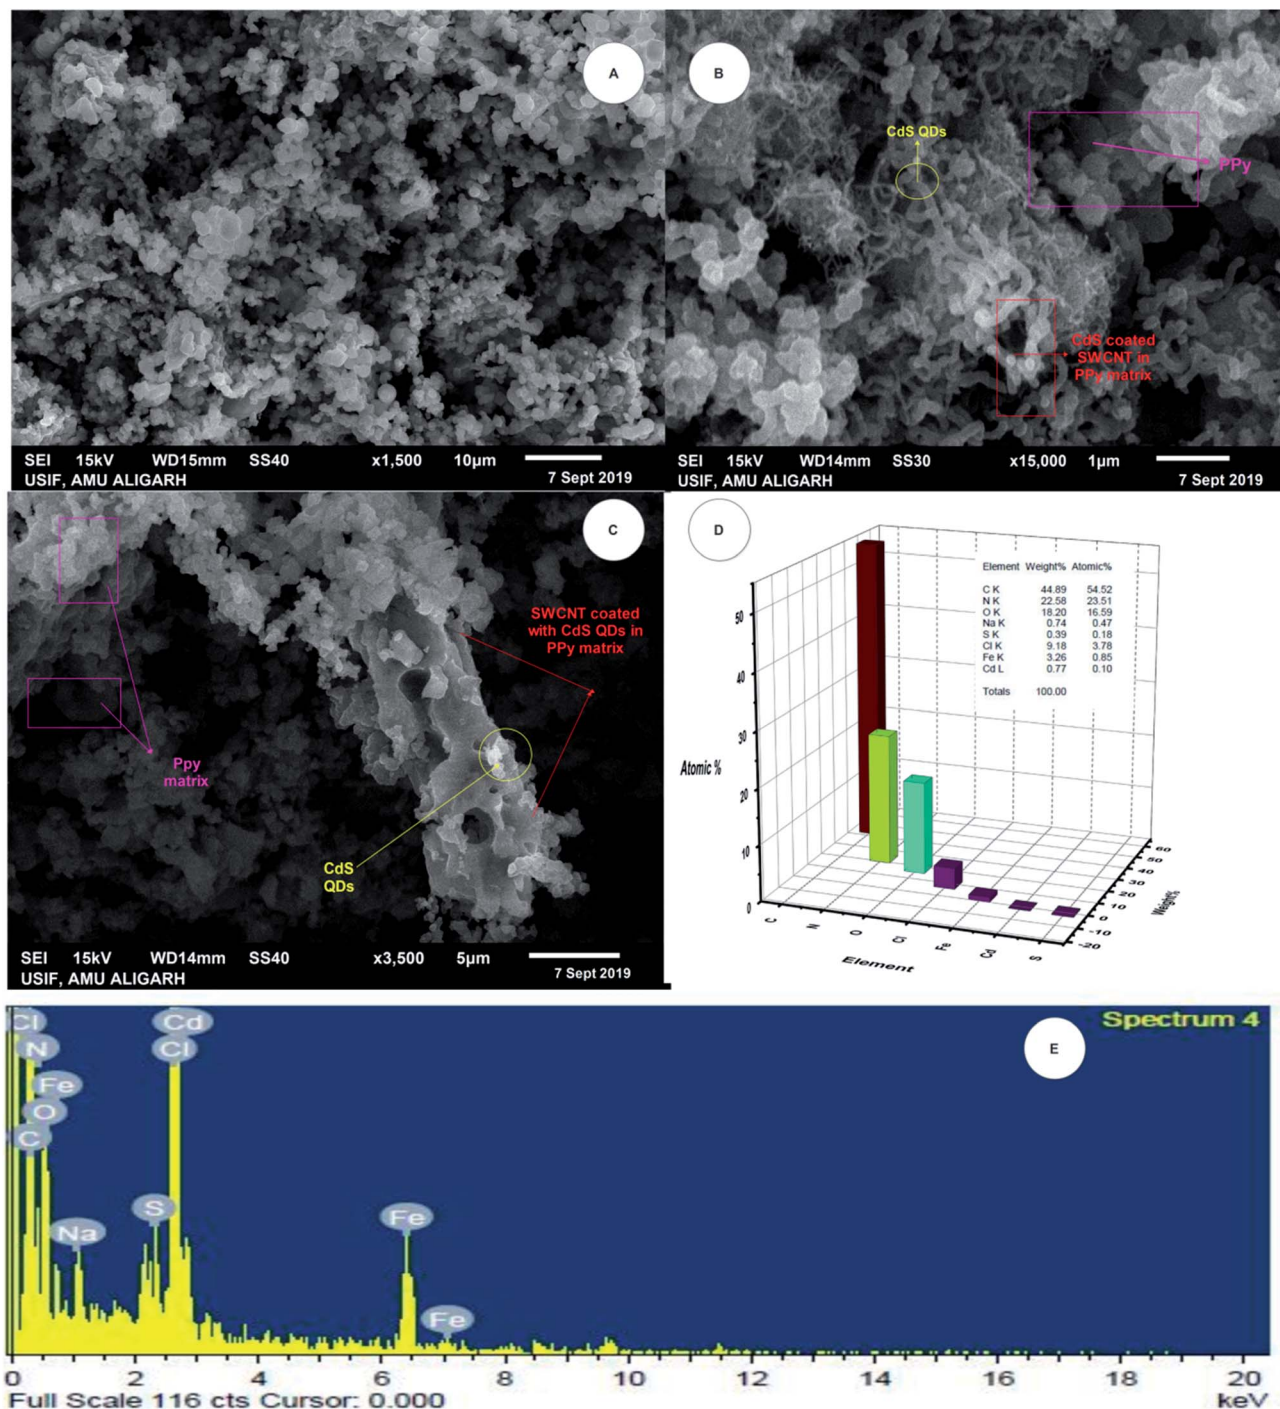 A
SEI 15kV WD15mm SS40 x1,500 10µm
USIF, AMU ALIGARH 7 Sept 2019
B
CdS QDs
PPy
CdS coated
SWCNT in
PPy matrix
SEI 15kV WD14mm SS30 x15,000 1µm
USIF, AMU ALIGARH 7 Sept 2019
C
SWCNT coated
with CdS QDs in
PPy matrix
Ppy
matrix
CdS
QDs
SEI 15kV WD14mm SS40 x3,500 5µm
USIF, AMU ALIGARH 7 Sept 2019
D
Element Weight% Atomic%
C K 44.89 54.52
N K 22.58 23.51
O K 18.20 16.59
Na K 0.74 0.47
S K 0.39 0.18
Cl K 9.18 3.78
Fe K 3.26 0.85
Cd L 0.77 0.10
Totals 100.00
50
40
30
20
10
0
Atomic %
C N O Cl Fe Cd S
Element
60
50
40
30
20
10
0
-10
-20
Weight%
E
Spectrum 4
Cl
N
Fe
O
C
Na
S
Cd
Cl
Fe
Fe
0 2 4 6 8 10 12 14 16 18 20
Full Scale 116 cts Cursor: 0.000 keV